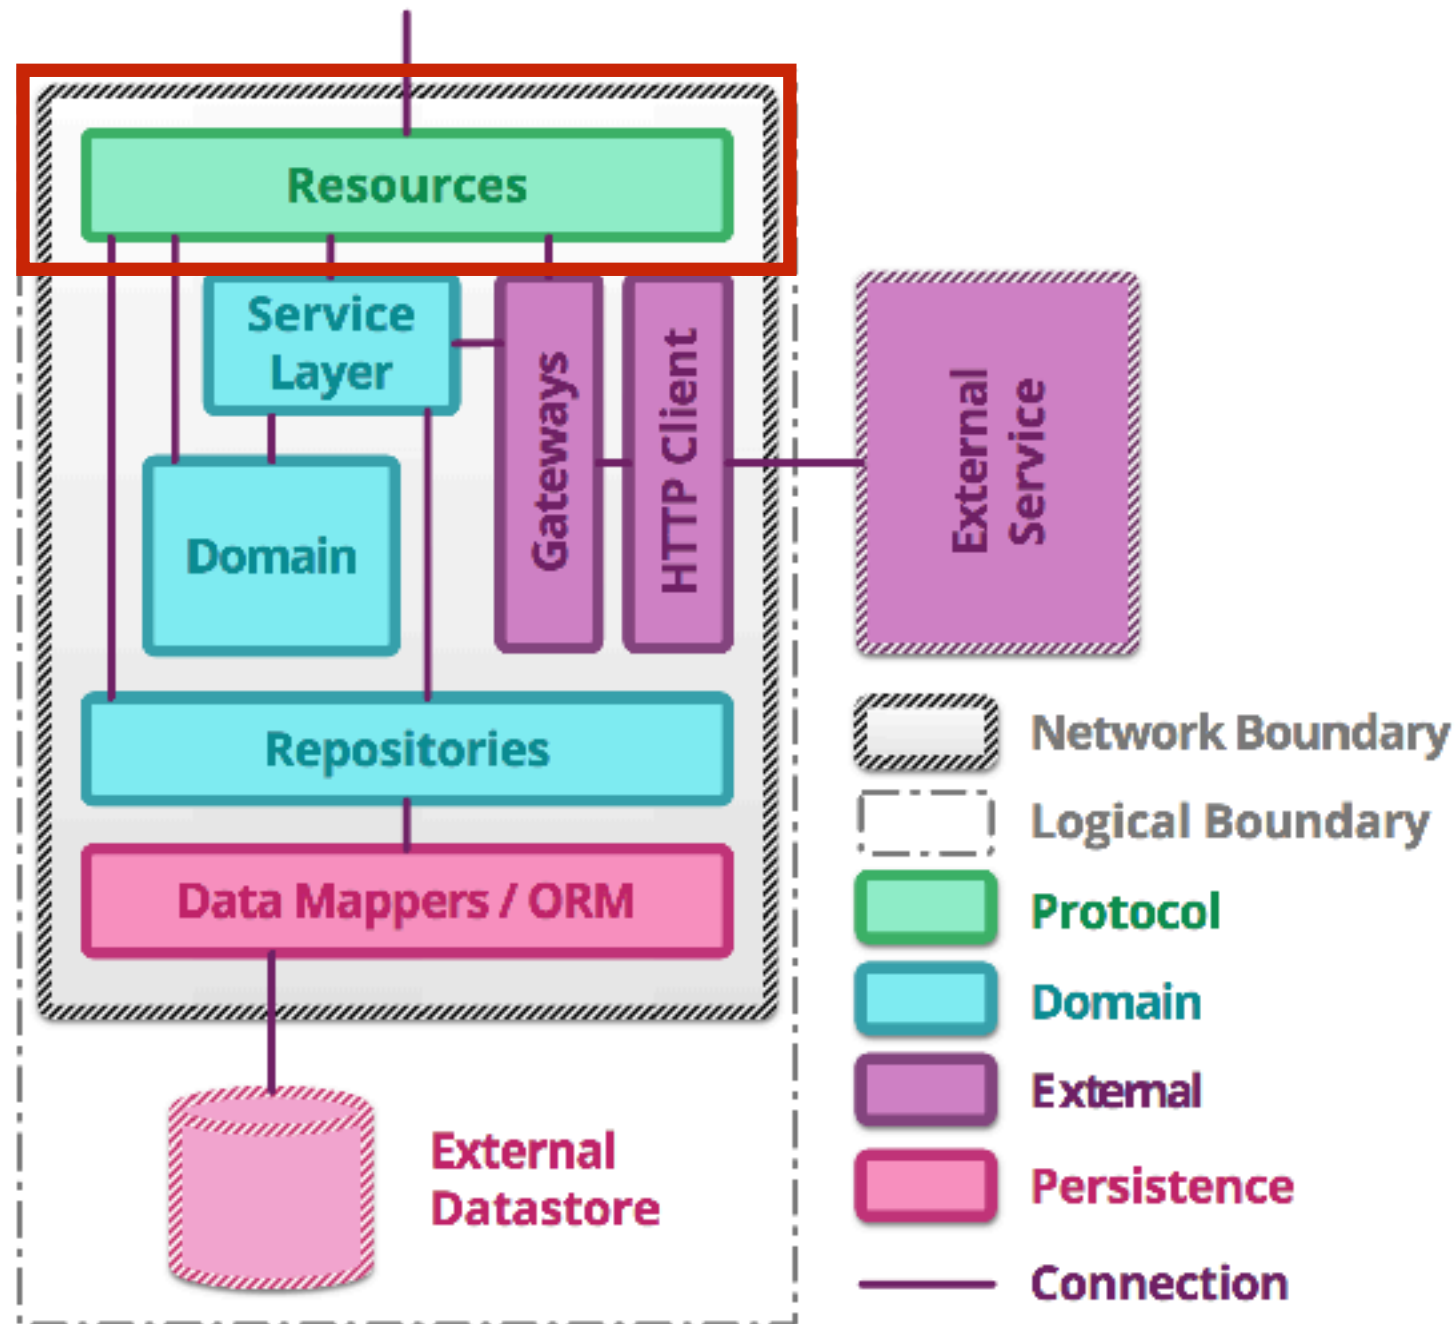 Resources
Service
Layer
Gateways
HTTP Client
External
Service
Domain
Repositories
Data Mappers / ORM
External
Datastore
Network Boundary
Logical Boundary
Protocol
Domain
External
Persistence
Connection